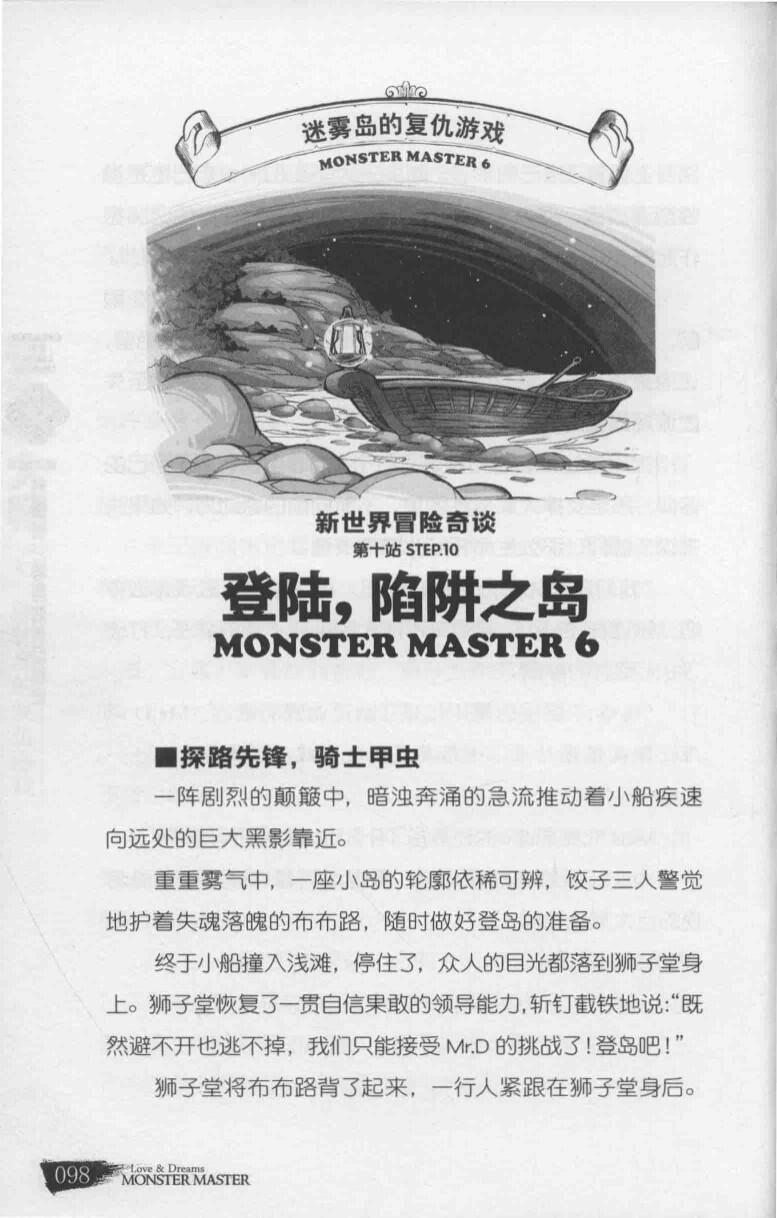 迷雾岛的复仇游戏
MONSTER MASTER 6
新世界冒险奇谈
第十站 STEP.10
登陆，陷阱之岛
MONSTER MASTER 6
■探路先锋，骑士甲虫
一阵剧烈的颠簸中，暗浊奔涌的急流推动着小船疾速
向远处的巨大黑影靠近。
重重雾气中，一座小岛的轮廓依稀可辨，饺子三人警觉
地护着失魂落魄的布布路，随时做好登岛的准备。
终于小船撞入浅滩，停住了，众人的目光都落到狮子堂身
上。狮子堂恢复了一贯自信果敢的领导能力，斩钉截铁地说：“既
然避不开也逃不掉，我们只能接受 Mr.D 的挑战了！登岛吧！”
狮子堂将布布路背了起来，一行人紧跟在狮子堂身后。
098
Love & Dreams
MONSTER MASTER